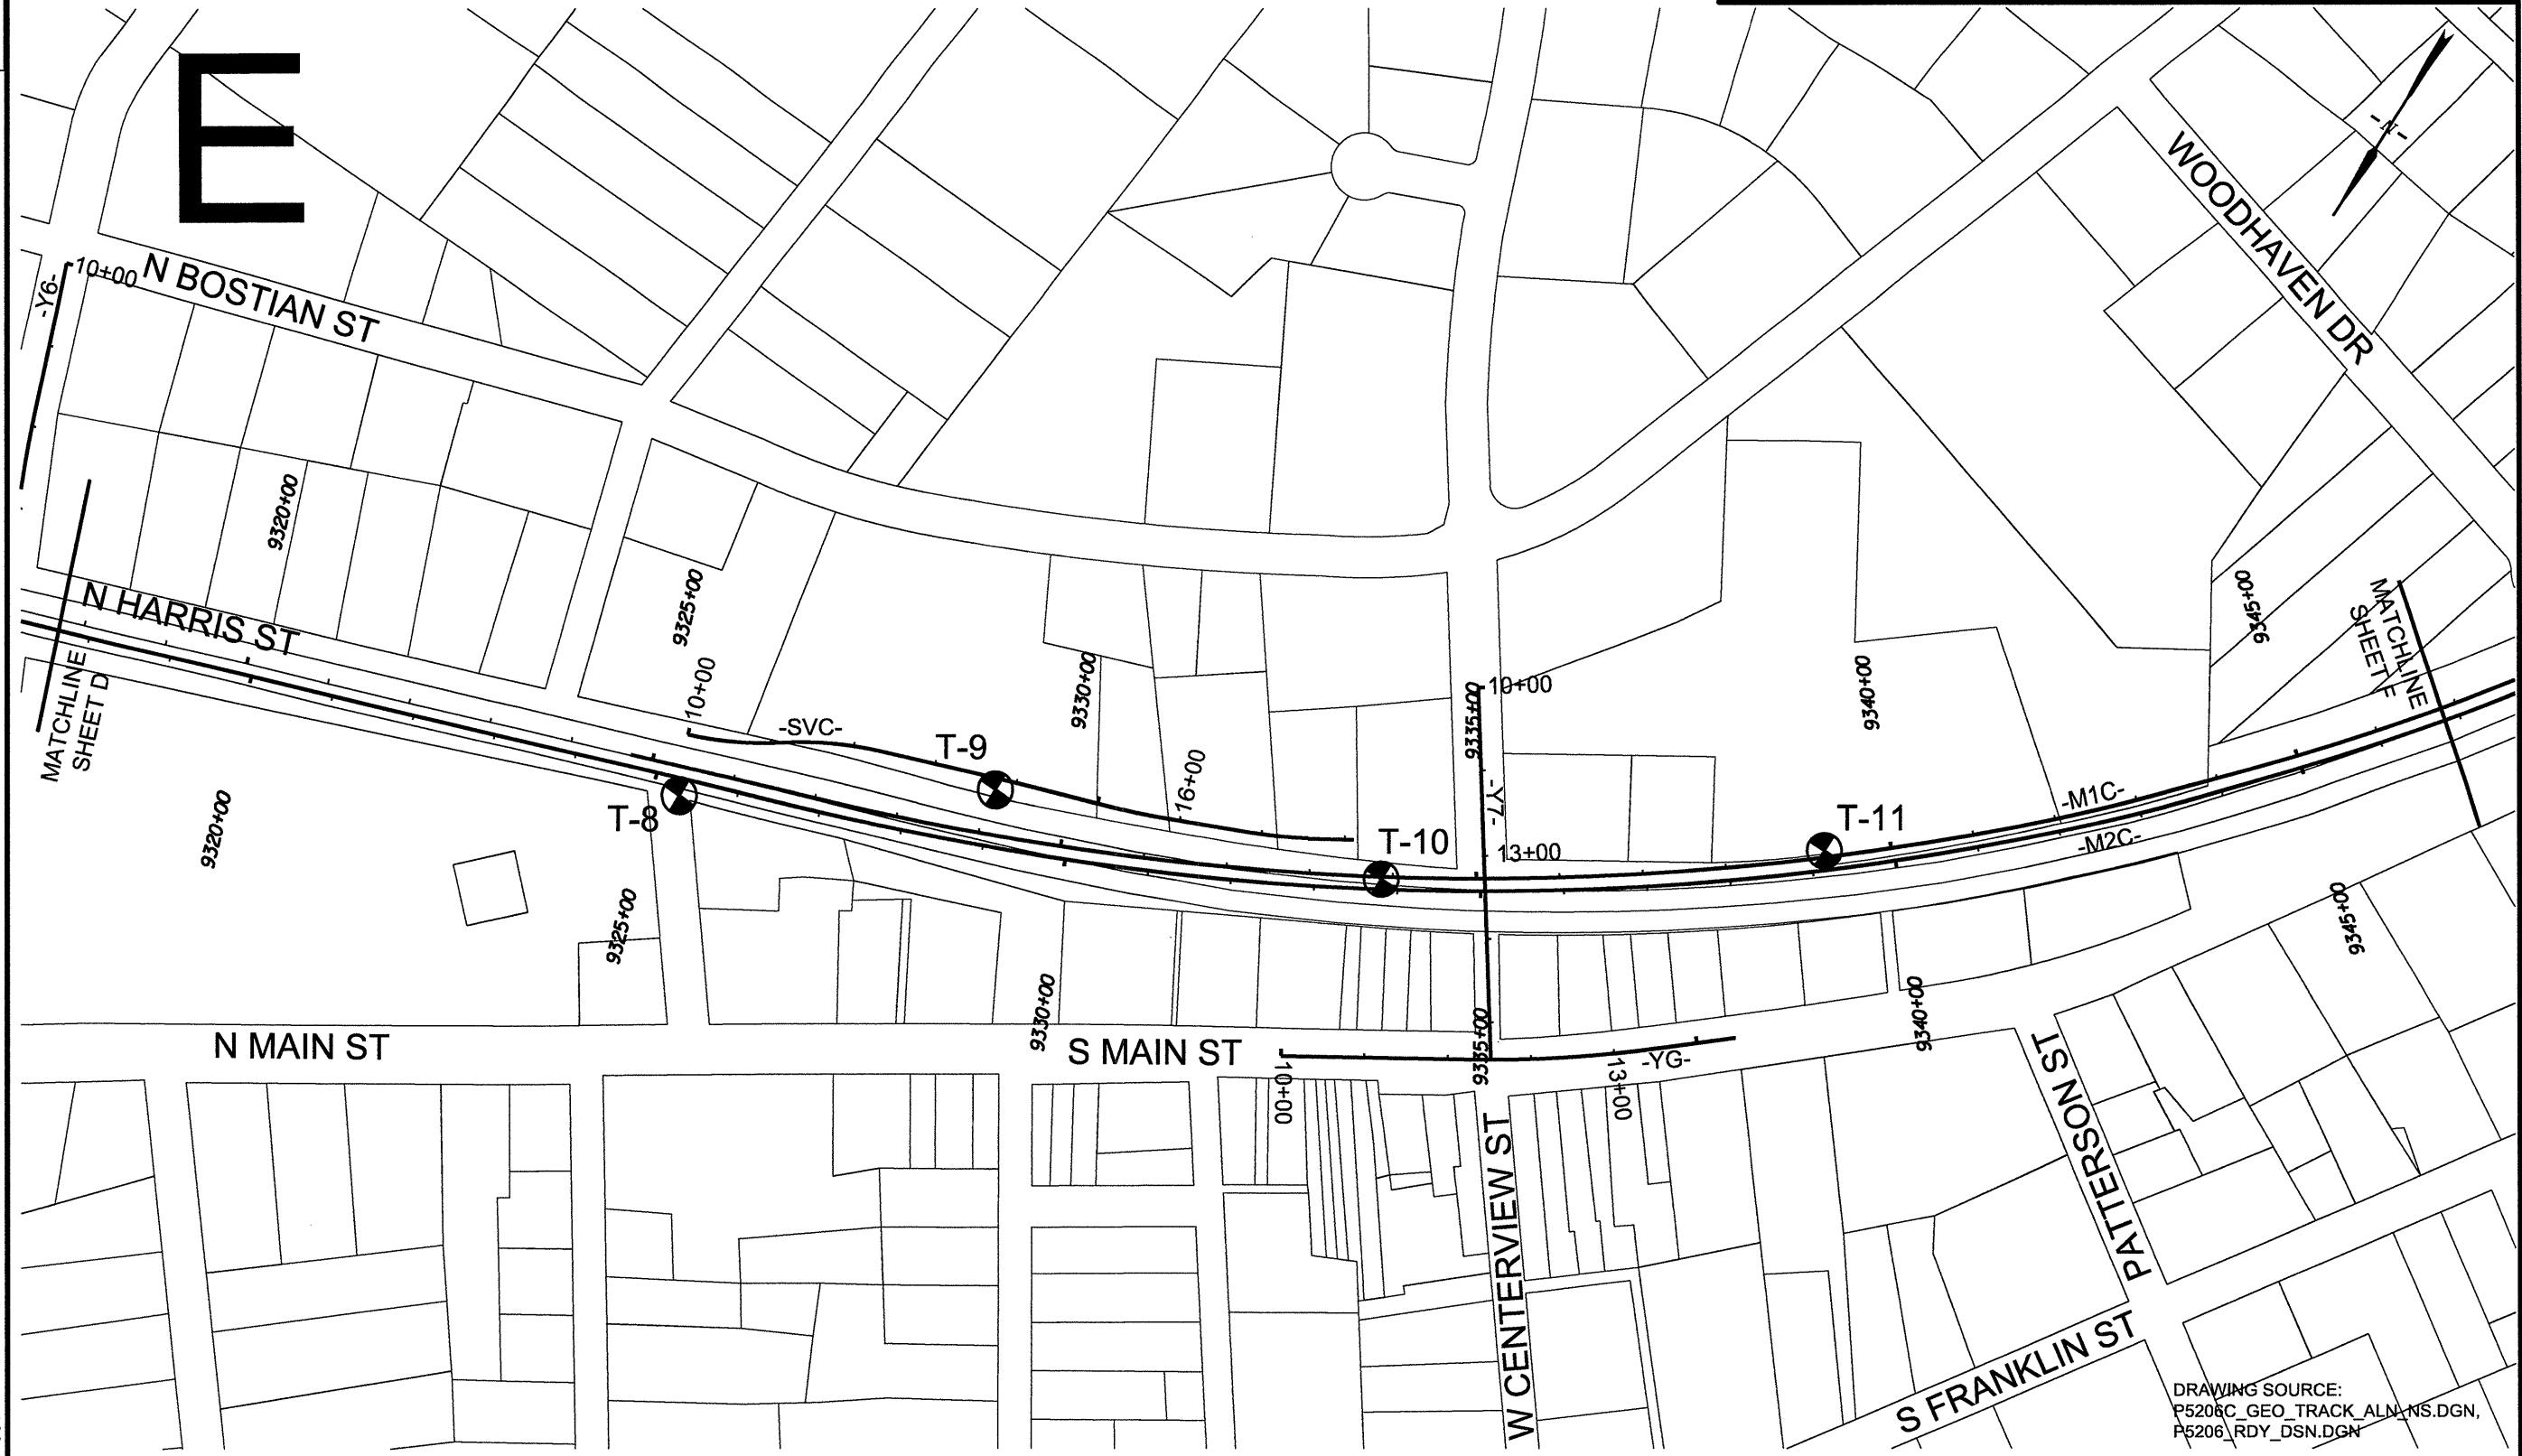 E
-N-
WOODHAVEN DR
-Y6-
10+00
N BOSTIAN ST
9320+00
9325+00
9330+00
9335+00
10+00
9340+00
9345+00
MATCHLINE
SHEET F
N HARRIS ST
MATCHLINE
SHEET D
10+00
-SVC-
T-9
16+00
-Y7-
T-8
T-10
13+00
T-11
-M1C-
-M2C-
9320+00
9325+00
9330+00
9335+00
9340+00
9345+00
N MAIN ST
S MAIN ST
10+00
13+00
-YG-
W CENTERVIEW ST
PATTERSON ST
S FRANKLIN ST
DRAWING SOURCE:
P5206C_GEO_TRACK_ALN_NS.DGN,
P5206_RDY_DSN.DGN